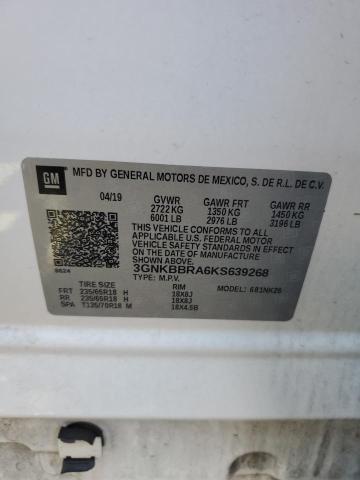 GM
MFD BY GENERAL MOTORS DE MEXICO, S. DE R.L. DE C.V.
04/19 GVWR GAWR FRT GAWR RR
2722 KG 1350 KG 1450 KG
6001 LB 2976 LB 3196 LB
THIS VEHICLE CONFORMS TO ALL APPLICABLE
U.S. FEDERAL MOTOR VEHICLE SAFETY
STANDARDS IN EFFECT ON THE DATE OF
MANUFACTURE SHOWN ABOVE.
3GNKBBRA6KS639268
8624 TYPE: M.P.V. MODEL: 681NK26
TIRE SIZE RIM
FRT 235/65R18 H 18X8J
RR 235/65R18 H 18X8J
SPA T135/70R18 M 18X4.5B